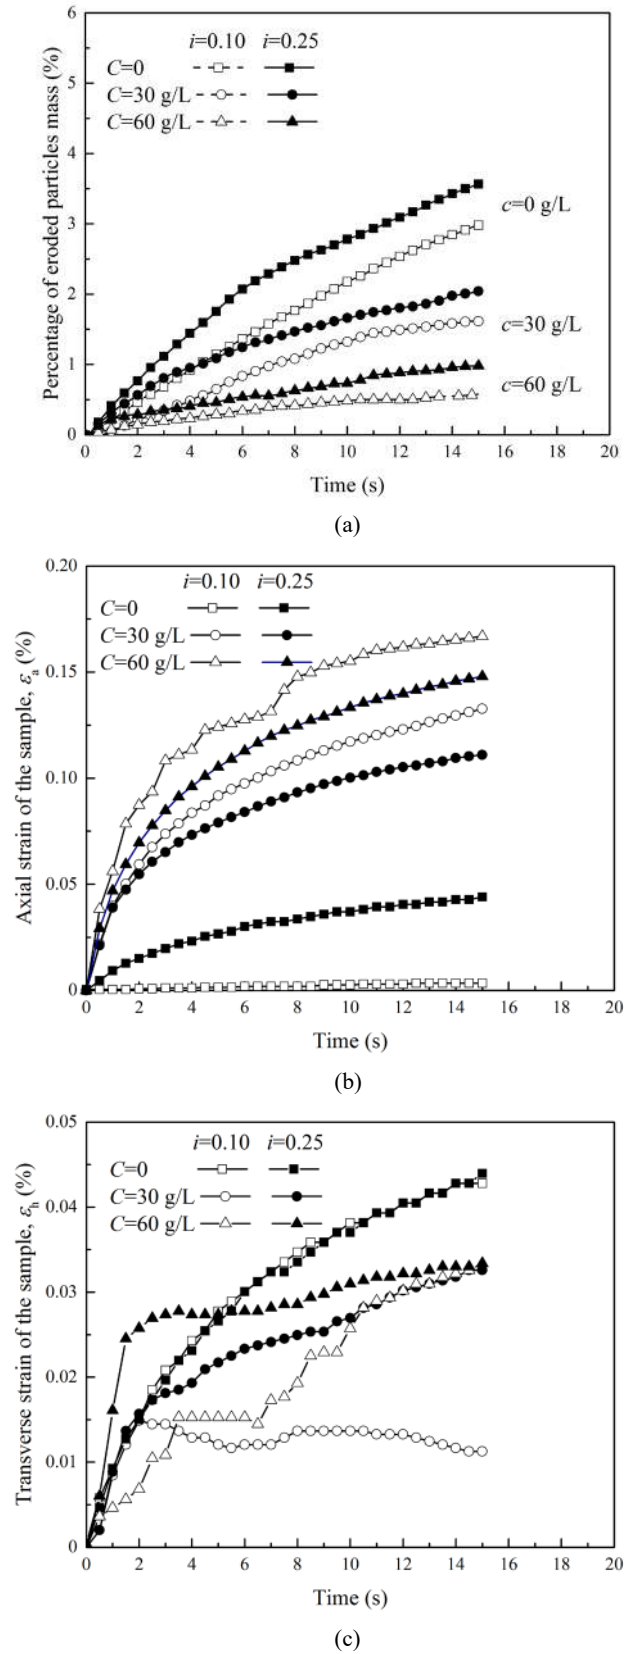 6
5
4
3
2
1
0
Percentage of eroded particles mass (%)
i=0.10 i=0.25
C=0
C=30 g/L
C=60 g/L
c=0 g/L
c=30 g/L
c=60 g/L
0 2 4 6 8 10 12 14 16 18 20
Time (s)
(a)
0.20
0.15
0.10
0.05
0
Axial strain of the sample, εa (%)
i=0.10 i=0.25
C=0
C=30 g/L
C=60 g/L
0 2 4 6 8 10 12 14 16 18 20
Time (s)
(b)
0.05
0.04
0.03
0.02
0.01
0.00
Transverse strain of the sample, εh (%)
i=0.10 i=0.25
C=0
C=30 g/L
C=60 g/L
0 2 4 6 8 10 12 14 16 18 20
Time (s)
(c)